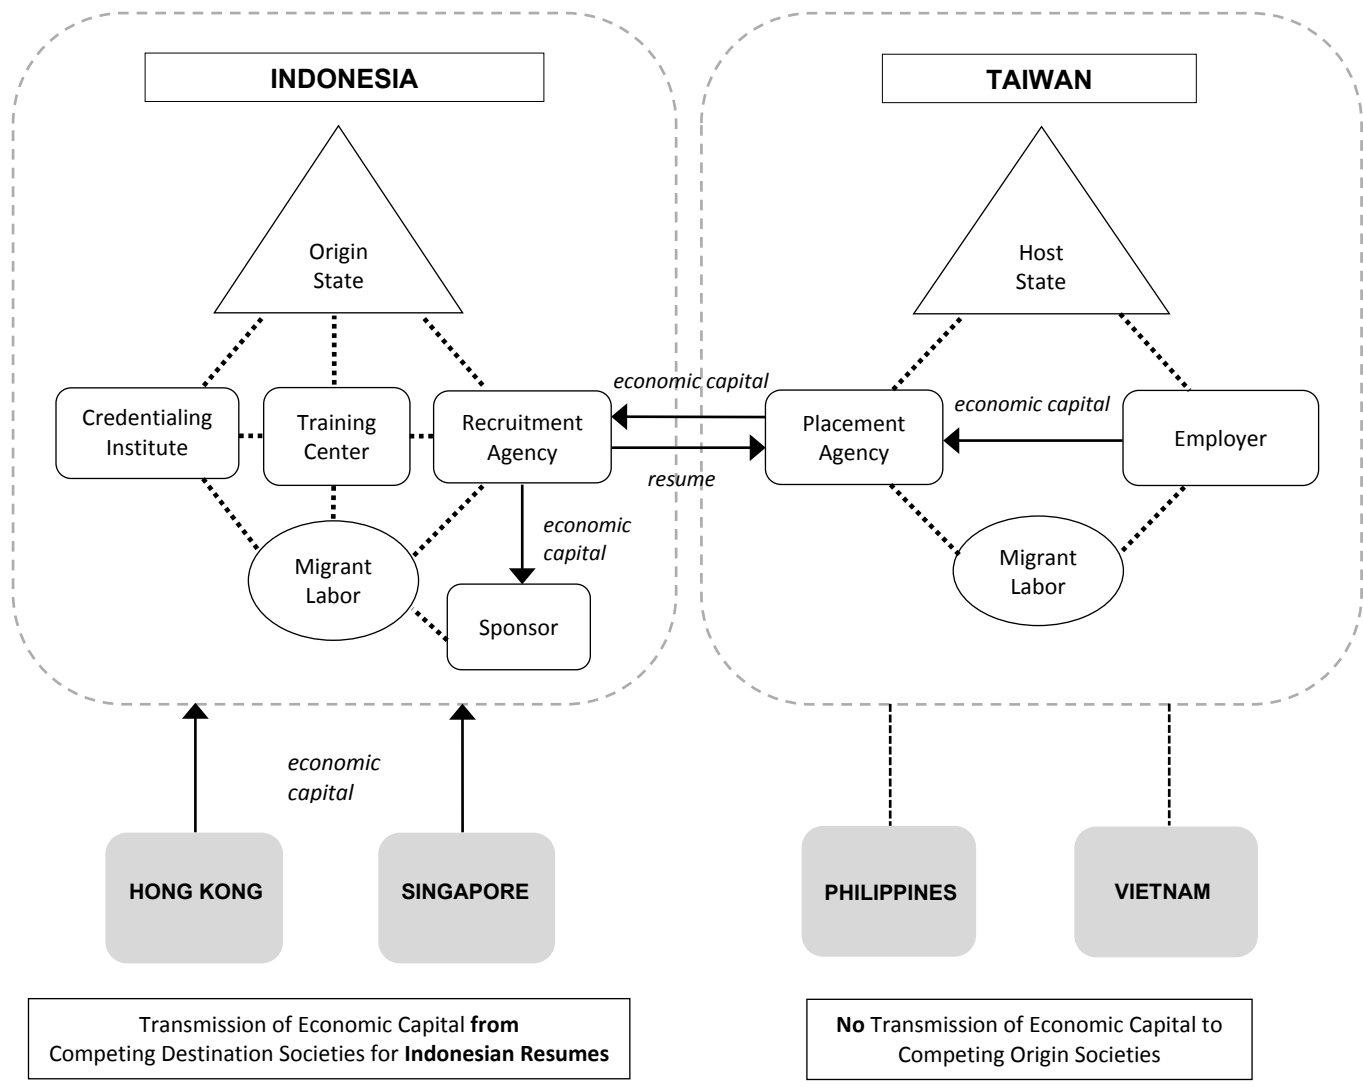 INDONESIA
TAIWAN
Origin
State
Host
State
Credentialing
Institute
Training
Center
Recruitment
Agency
economic capital
resume
Placement
Agency
economic capital
Employer
economic
capital
Migrant
Labor
Sponsor
Migrant
Labor
economic
capital
HONG KONG
SINGAPORE
PHILIPPINES
VIETNAM
Transmission of Economic Capital from
Competing Destination Societies for Indonesian Resumes
No Transmission of Economic Capital to
Competing Origin Societies